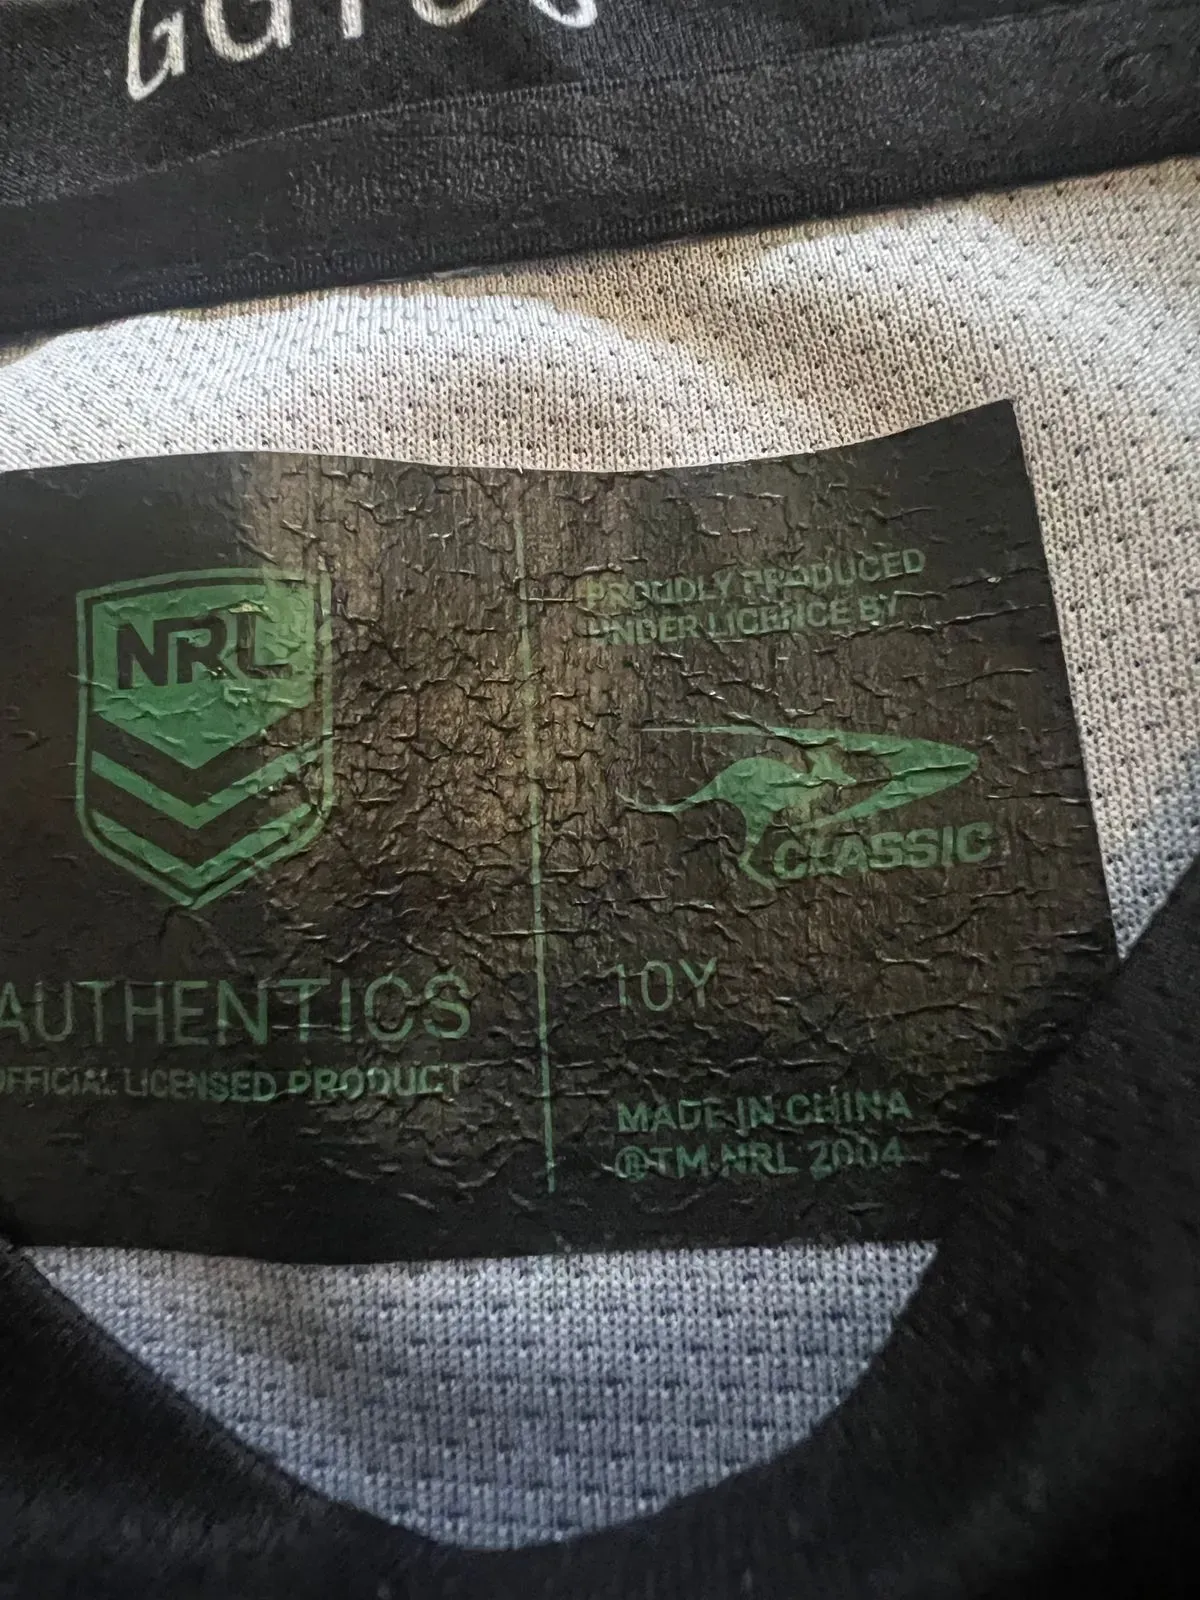 NRL
AUTHENTICS
OFFICIAL LICENSED PRODUCT
PROUDLY PRODUCED
UNDER LICENCE BY
CLASSIC
10Y
MADE IN CHINA
®TM NRL 2004